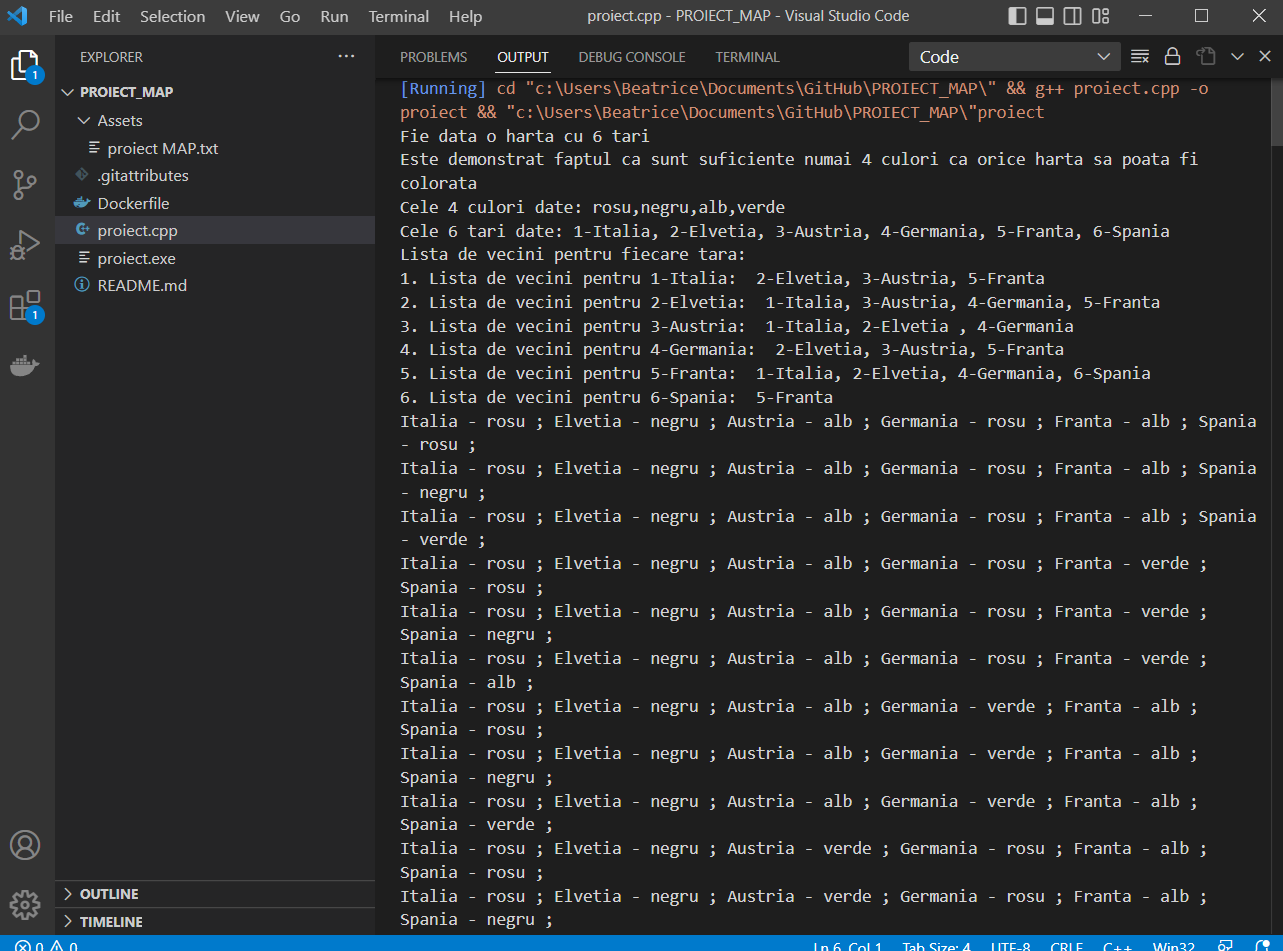 File Edit Selection View Go Run Terminal Help proiect.cpp - PROIECT_MAP - Visual Studio Code
EXPLORER
PROIECT_MAP
Assets
proiect MAP.txt
.gitattributes
Dockerfile
proiect.cpp
proiect.exe
README.md
1
1
OUTLINE
TIMELINE
PROBLEMS OUTPUT DEBUG CONSOLE TERMINAL Code
[Running] cd "c:\Users\Beatrice\Documents\GitHub\PROIECT_MAP\" && g++ proiect.cpp -o
proiect && "c:\Users\Beatrice\Documents\GitHub\PROIECT_MAP\"proiect
Fie data o harta cu 6 tari
Este demonstrat faptul ca sunt suficiente numai 4 culori ca orice harta sa poata fi
colorata
Cele 4 culori date: rosu,negru,alb,verde
Cele 6 tari date: 1-Italia, 2-Elvetia, 3-Austria, 4-Germania, 5-Franta, 6-Spania
Lista de vecini pentru fiecare tara:
1. Lista de vecini pentru 1-Italia:  2-Elvetia, 3-Austria, 5-Franta
2. Lista de vecini pentru 2-Elvetia:  1-Italia, 3-Austria, 4-Germania, 5-Franta
3. Lista de vecini pentru 3-Austria:  1-Italia, 2-Elvetia , 4-Germania
4. Lista de vecini pentru 4-Germania:  2-Elvetia, 3-Austria, 5-Franta
5. Lista de vecini pentru 5-Franta:  1-Italia, 2-Elvetia, 4-Germania, 6-Spania
6. Lista de vecini pentru 6-Spania:  5-Franta
Italia - rosu ; Elvetia - negru ; Austria - alb ; Germania - rosu ; Franta - alb ; Spania
- rosu ;
Italia - rosu ; Elvetia - negru ; Austria - alb ; Germania - rosu ; Franta - alb ; Spania
- negru ;
Italia - rosu ; Elvetia - negru ; Austria - alb ; Germania - rosu ; Franta - alb ; Spania
- verde ;
Italia - rosu ; Elvetia - negru ; Austria - alb ; Germania - rosu ; Franta - verde ;
Spania - rosu ;
Italia - rosu ; Elvetia - negru ; Austria - alb ; Germania - rosu ; Franta - verde ;
Spania - negru ;
Italia - rosu ; Elvetia - negru ; Austria - alb ; Germania - rosu ; Franta - verde ;
Spania - alb ;
Italia - rosu ; Elvetia - negru ; Austria - alb ; Germania - verde ; Franta - alb ;
Spania - rosu ;
Italia - rosu ; Elvetia - negru ; Austria - alb ; Germania - verde ; Franta - alb ;
Spania - negru ;
Italia - rosu ; Elvetia - negru ; Austria - alb ; Germania - verde ; Franta - alb ;
Spania - verde ;
Italia - rosu ; Elvetia - negru ; Austria - verde ; Germania - rosu ; Franta - alb ;
Spania - rosu ;
Italia - rosu ; Elvetia - negru ; Austria - verde ; Germania - rosu ; Franta - alb ;
Spania - negru ;
0 0 Ln 6, Col 1 Tab Size: 4 UTF-8 CRLF C++ Win32